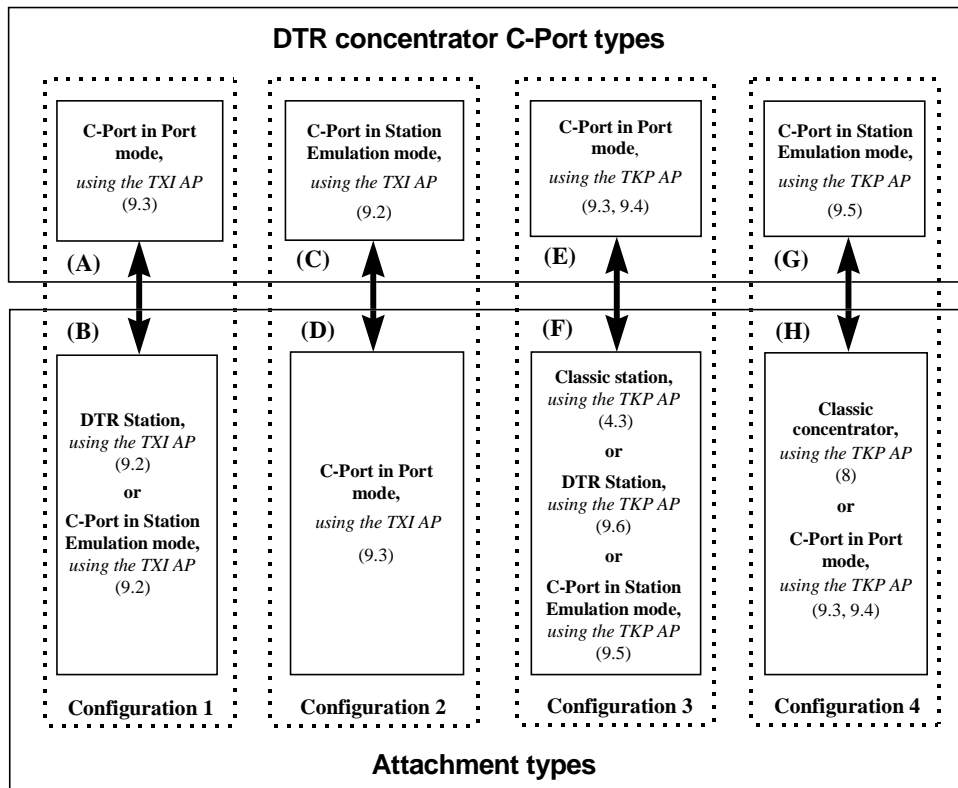 DTR concentrator C-Port types
C-Port in Port
mode,
using the TXI AP
(9.3)
(A)
C-Port in Station
Emulation mode,
using the TXI AP
(9.2)
(C)
C-Port in Port
mode,
using the TKP AP
(9.3, 9.4)
(E)
C-Port in Station
Emulation mode,
using the TKP AP
(9.5)
(G)
(B)
DTR Station,
using the TXI AP
(9.2)
or
C-Port in Station
Emulation mode,
using the TXI AP
(9.2)
Configuration 1
(D)
C-Port in Port
mode,
using the TXI AP
(9.3)
Configuration 2
(F)
Classic station,
using the TKP AP
(4.3)
or
DTR Station,
using the TKP AP
(9.6)
or
C-Port in Station
Emulation mode,
using the TKP AP
(9.5)
Configuration 3
(H)
Classic
concentrator,
using the TKP AP
(8)
or
C-Port in Port
mode,
using the TKP AP
(9.3, 9.4)
Configuration 4
Attachment types